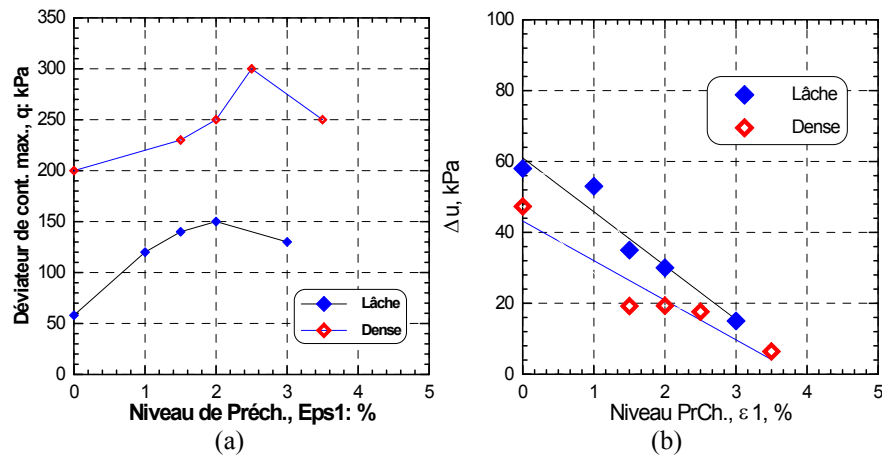 350
300
250
200
150
100
50
0
Déviateur de cont. max., q: kPa
Lâche
Dense
0
1
2
3
4
5
Niveau de Préch., Eps1: %
(a)
100
80
60
40
20
0
Δu, kPa
Lâche
Dense
0
1
2
3
4
5
Niveau PrCh., ε1, %
(b)